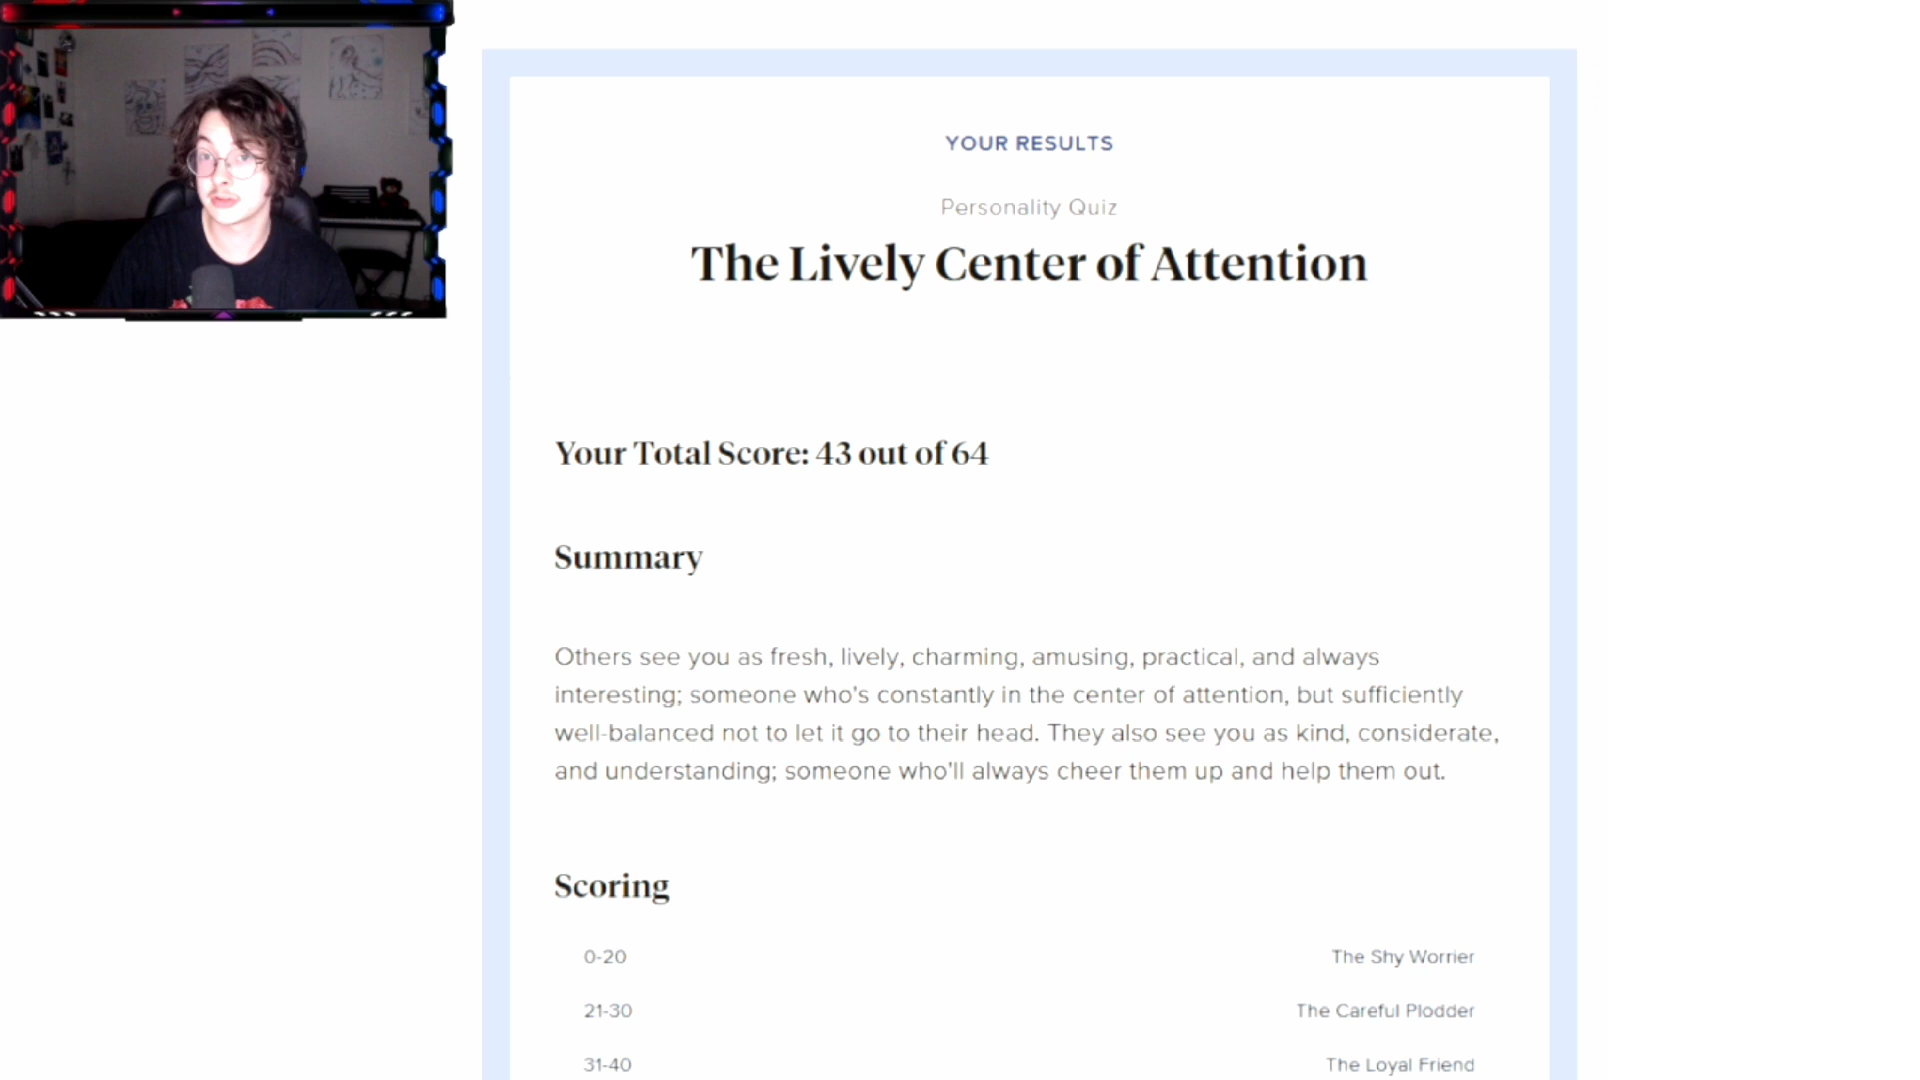 YOUR RESULTS
Personality Quiz
The Lively Center of Attention
Your Total Score: 43 out of 64
Summary
Others see you as fresh, lively, charming, amusing, practical, and always
interesting; someone who's constantly in the center of attention, but sufficiently
well-balanced not to let it go to their head. They also see you as kind, considerate,
and understanding; someone who'll always cheer them up and help them out.
Scoring
0-20 The Shy Worrier
21-30 The Careful Plodder
31-40 The Loyal Friend